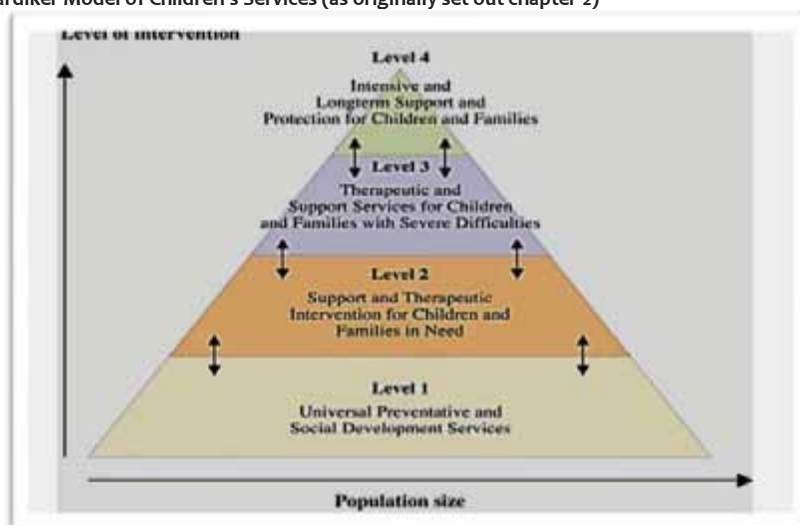 ardiker Model of Children's Services (as originally set out chapter 2)
Level of intervention
Level 4
Intensive and
Longterm Support and
Protection for Children and Families
Level 3
Therapeutic and
Support Services for Children
and Families with Severe Difficulties
Level 2
Support and Therapeutic
Intervention for Children and
Families in Need
Level 1
Universal Preventative and
Social Development Services
Population size